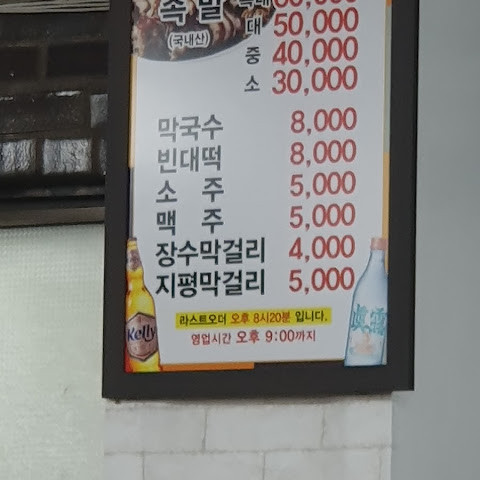 족발
(국내산)
대 50,000
중 40,000
소 30,000
막국수 8,000
빈대떡 8,000
소 주 5,000
맥 주 5,000
장수막걸리 4,000
지평막걸리 5,000
라스트오더 오후 8시20분 입니다.
영업시간 오후 9:00까지
Kelly